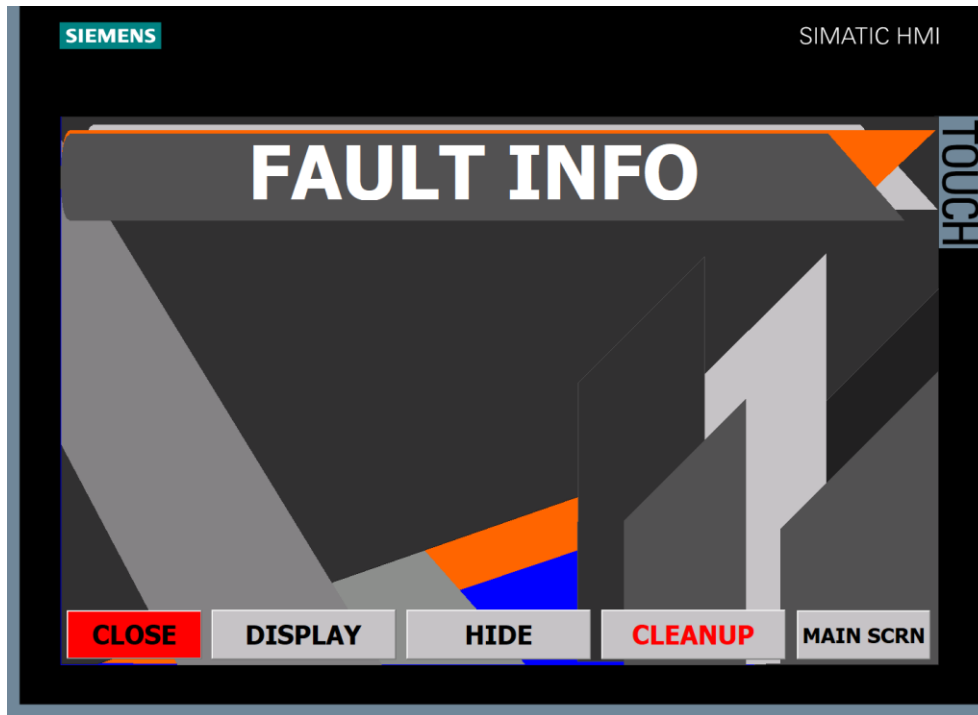 SIEMENS
SIMATIC HMI
TOUCH
FAULT INFO
CLOSE
DISPLAY
HIDE
CLEANUP
MAIN SCRN